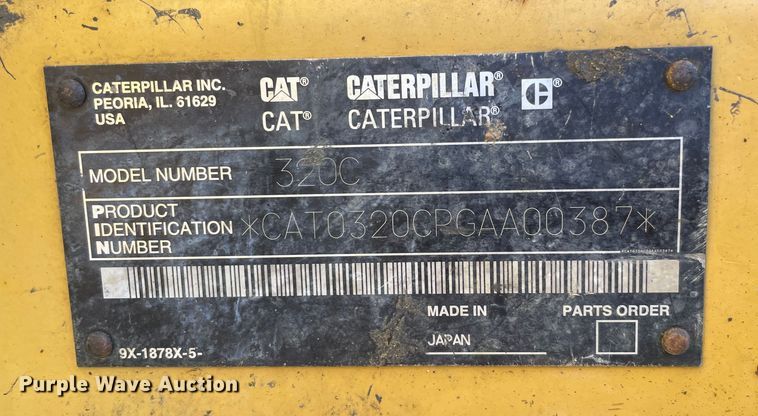 CATERPILLAR INC.
PEORIA, IL. 61629
USA
CAT® CATERPILLAR® ®
CAT® CATERPILLAR®
MODEL NUMBER 320C
PRODUCT
IDENTIFICATION
NUMBER *CAT0320CPGAA00387*
MADE IN
JAPAN
PARTS ORDER
9X-1878X-5-
Purple Wave Auction